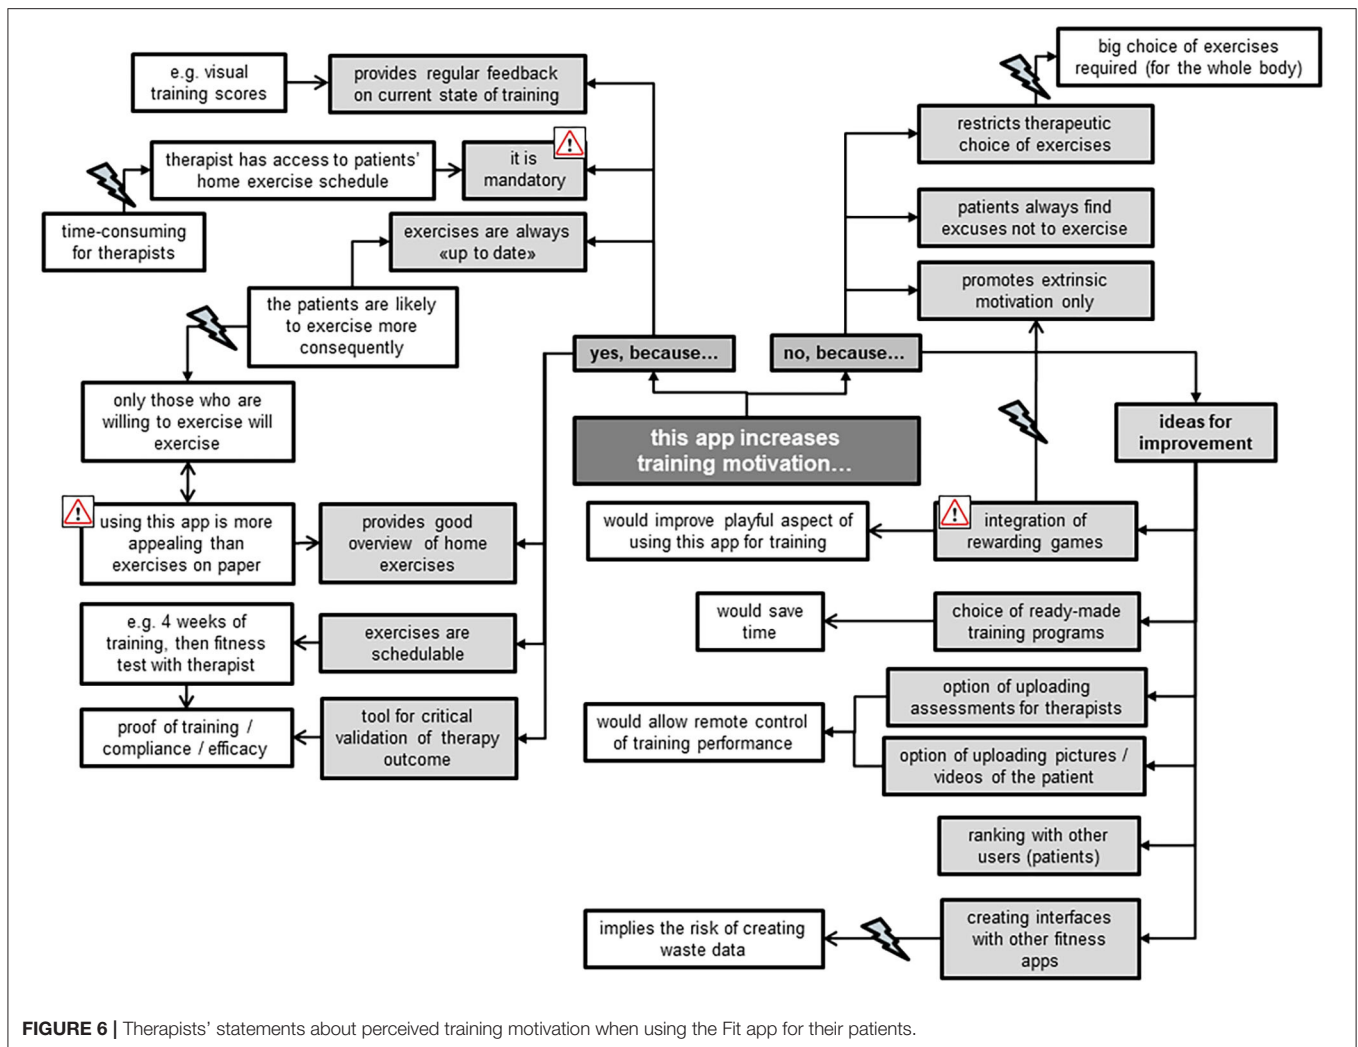 e.g. visual
training scores
provides regular feedback
on current state of training
therapist has access to patients'
home exercise schedule
it is
mandatory
time-consuming
for therapists
exercises are always
«up to date»
the patients are likely
to exercise more
consequently
only those who are
willing to exercise will
exercise
using this app is more
appealing than
exercises on paper
provides good
overview of home
exercises
e.g. 4 weeks of
training, then fitness
test with therapist
exercises are
schedulable
proof of training /
compliance / efficacy
tool for critical
validation of therapy
outcome
yes, because...
no, because...
this app increases
training motivation...
big choice of exercises
required (for the whole body)
restricts therapeutic
choice of exercises
patients always find
excuses not to exercise
promotes extrinsic
motivation only
ideas for
improvement
would improve playful aspect of
using this app for training
integration of
rewarding games
would save
time
choice of ready-made
training programs
option of uploading
assessments for therapists
would allow remote control
of training performance
option of uploading pictures /
videos of the patient
ranking with other
users (patients)
implies the risk of creating
waste data
creating interfaces
with other fitness
apps
FIGURE 6 | Therapists' statements about perceived training motivation when using the Fit app for their patients.